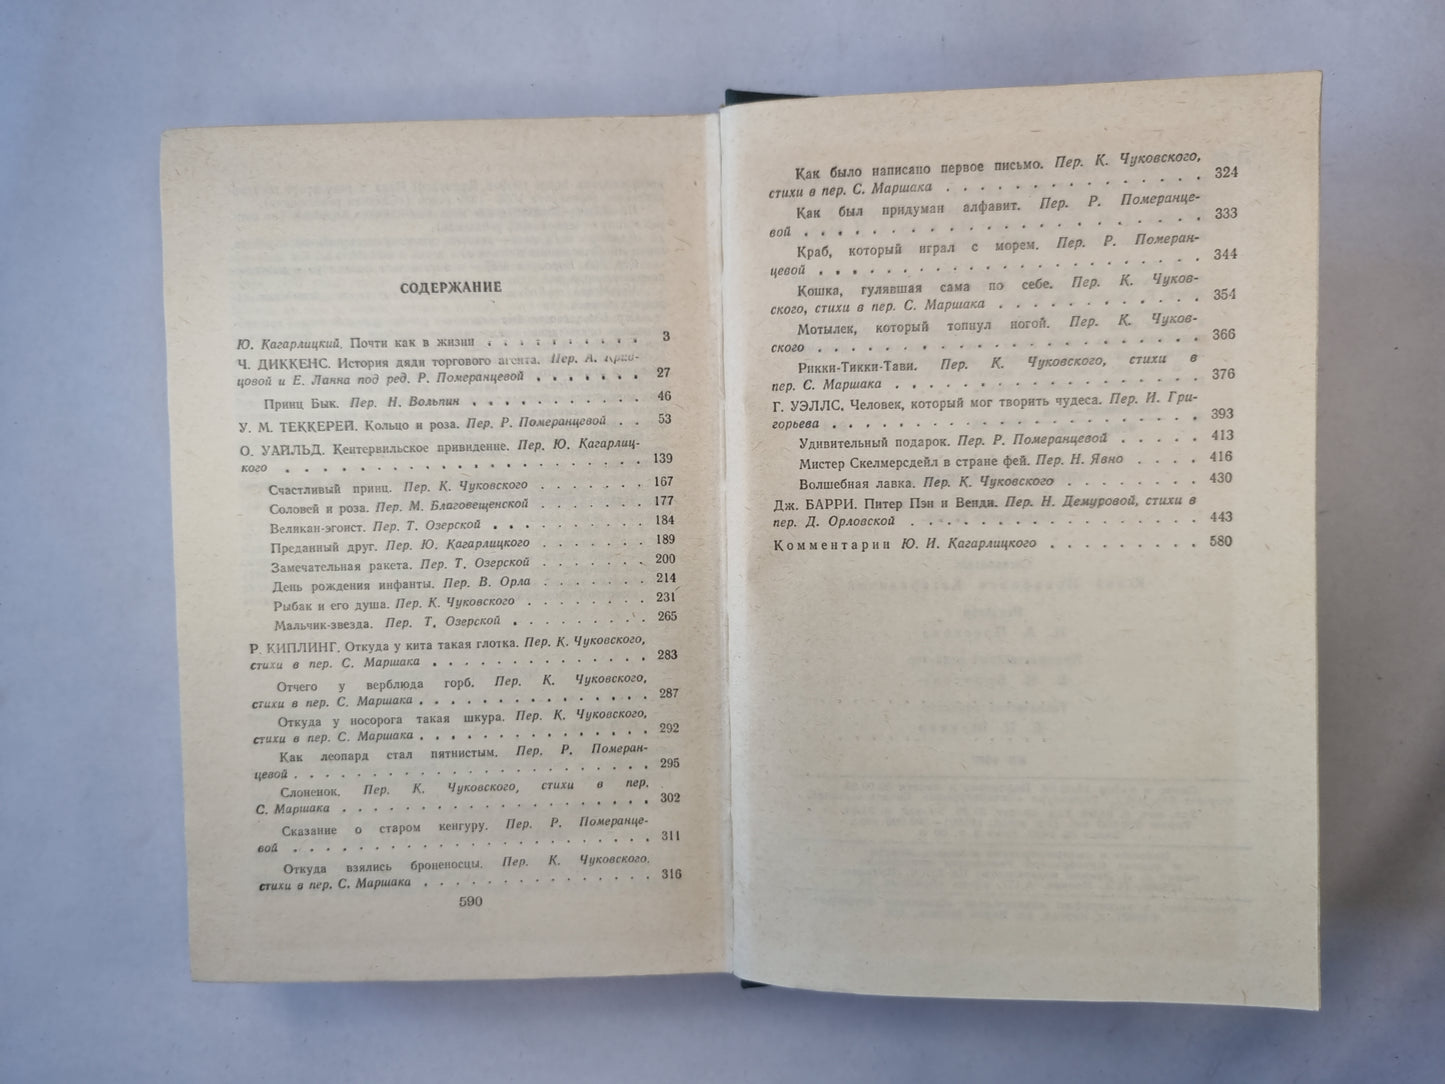 СОДЕРЖАНИЕ
Ю. Кагарлицкий. Почти как в жизни . . . . . . . . . 3
Ч. ДИККЕНС. История дяди торгового агента. Пер. А. Крив-
цовой и Е. Ланна под ред. Р. Померанцевой . . . . . . . 27
Принц Бык. Пер. Н. Вольпин . . . . . . . . . . 46
У. М. ТЕККЕРЕЙ. Кольцо и роза. Пер. Р. Померанцевой . . 53
О. УАЙЛЬД. Кентервильское привидение. Пер. Ю. Кагарлиц-
кого . . . . . . . . . . . . . . . . . . 139
Счастливый принц. Пер. К. Чуковского . . . . . . . 167
Соловей и роза. Пер. М. Благовещенской . . . . . . 177
Великан-эгоист. Пер. Т. Озерской . . . . . . . . . 184
Преданный друг. Пер. Ю. Кагарлицкого . . . . . . . 189
Замечательная ракета. Пер. Т. Озерской . . . . . . . 200
День рождения инфанты. Пер. В. Орла . . . . . . . 214
Рыбак и его душа. Пер. К. Чуковского . . . . . . . . 231
Мальчик-звезда. Пер. Т. Озерской . . . . . . . . . 265
Р. КИПЛИНГ. Откуда у кита такая глотка. Пер. К. Чуковского,
стихи в пер. С. Маршака . . . . . . . . . . . . . 283
Отчего у верблюда горб. Пер. К. Чуковского,
стихи в пер. С. Маршака . . . . . . . . . . . . . 287
Откуда у носорога такая шкура. Пер. К. Чуковского,
стихи в пер. С. Маршака . . . . . . . . . . . . . 292
Как леопард стал пятнистым. Пер. Р. Померан-
цевой . . . . . . . . . . . . . . . . . . . . 295
Слоненок. Пер. К. Чуковского, стихи в пер.
С. Маршака . . . . . . . . . . . . . . . . . . 302
Сказание о старом кенгуру. Пер. Р. Померанце-
вой . . . . . . . . . . . . . . . . . . . . . 311
Откуда взялись броненосцы. Пер. К. Чуковского,
стихи в пер. С. Маршака . . . . . . . . . . . . . 316
590
Как было написано первое письмо. Пер. К. Чуковского,
стихи в пер. С. Маршака . . . . . . . . . . . . . 324
Как был придуман алфавит. Пер. Р. Померанце-
вой . . . . . . . . . . . . . . . . . . . . . 333
Краб, который играл с морем. Пер. Р. Померан-
цевой . . . . . . . . . . . . . . . . . . . . 344
Кошка, гулявшая сама по себе. Пер. К. Чуков-
ского, стихи в пер. С. Маршака . . . . . . . . . . . 354
Мотылек, который топнул ногой. Пер. К. Чуков-
ского . . . . . . . . . . . . . . . . . . . . 366
Рикки-Тикки-Тави. Пер. К. Чуковского, стихи в
пер. С. Маршака . . . . . . . . . . . . . . . . 376
Г. УЭЛЛС. Человек, который мог творить чудеса. Пер. И. Гри-
горьева . . . . . . . . . . . . . . . . . . . 393
Удивительный подарок. Пер. Р. Померанцевой . . . . . 413
Мистер Скелмерсдейл в стране фей. Пер. Н. Явно . . . . 416
Волшебная лавка. Пер. К. Чуковского . . . . . . . . 430
Дж. БАРРИ. Питер Пэн и Венди. Пер. Н. Демуровой, стихи в
пер. Д. Орловской . . . . . . . . . . . . . . . 443
Комментарии Ю. И. Кагарлицкого . . . . . . . . . 580